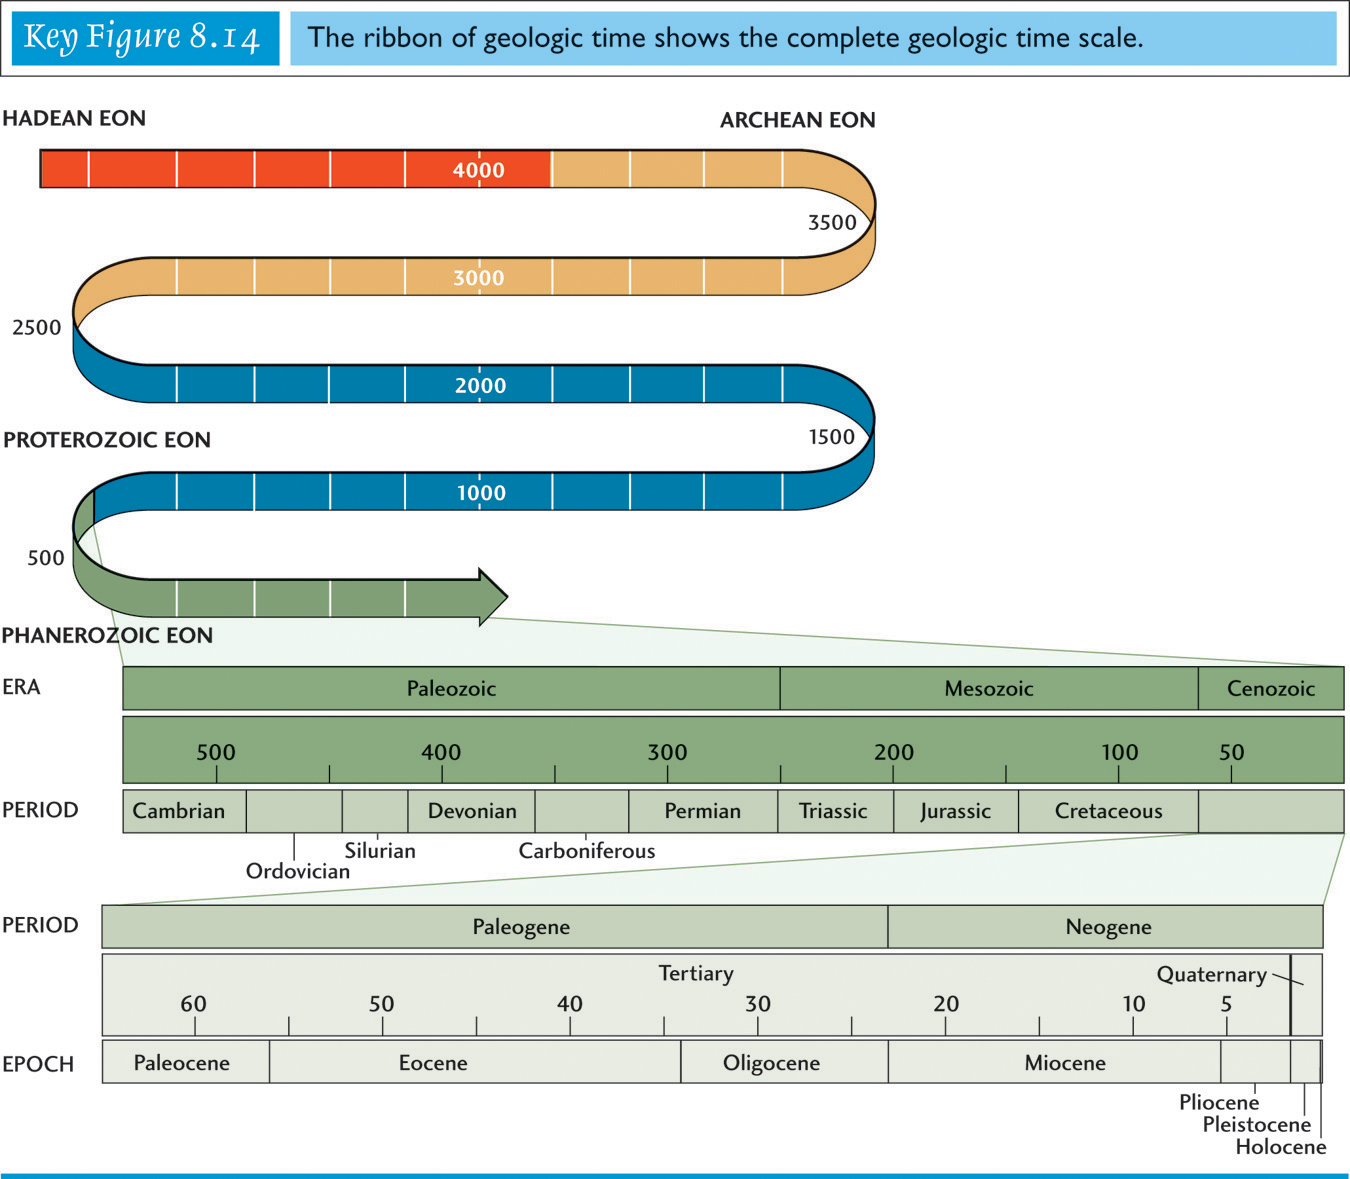 Key Figure 8.14
The ribbon of geologic time shows the complete geologic time scale.
HADEAN EON
ARCHEAN EON
4000
3500
3000
2500
2000
PROTEROZOIC EON
1500
1000
500
PHANEROZOIC EON
ERA Paleozoic Mesozoic Cenozoic
500 400 300 200 100 50
PERIOD Cambrian Devonian Permian Triassic Jurassic Cretaceous
Silurian Carboniferous
Ordovician
PERIOD Paleogene Neogene
Tertiary Quaternary
60 50 40 30 20 10 5
EPOCH Paleocene Eocene Oligocene Miocene
Pliocene
Pleistocene
Holocene